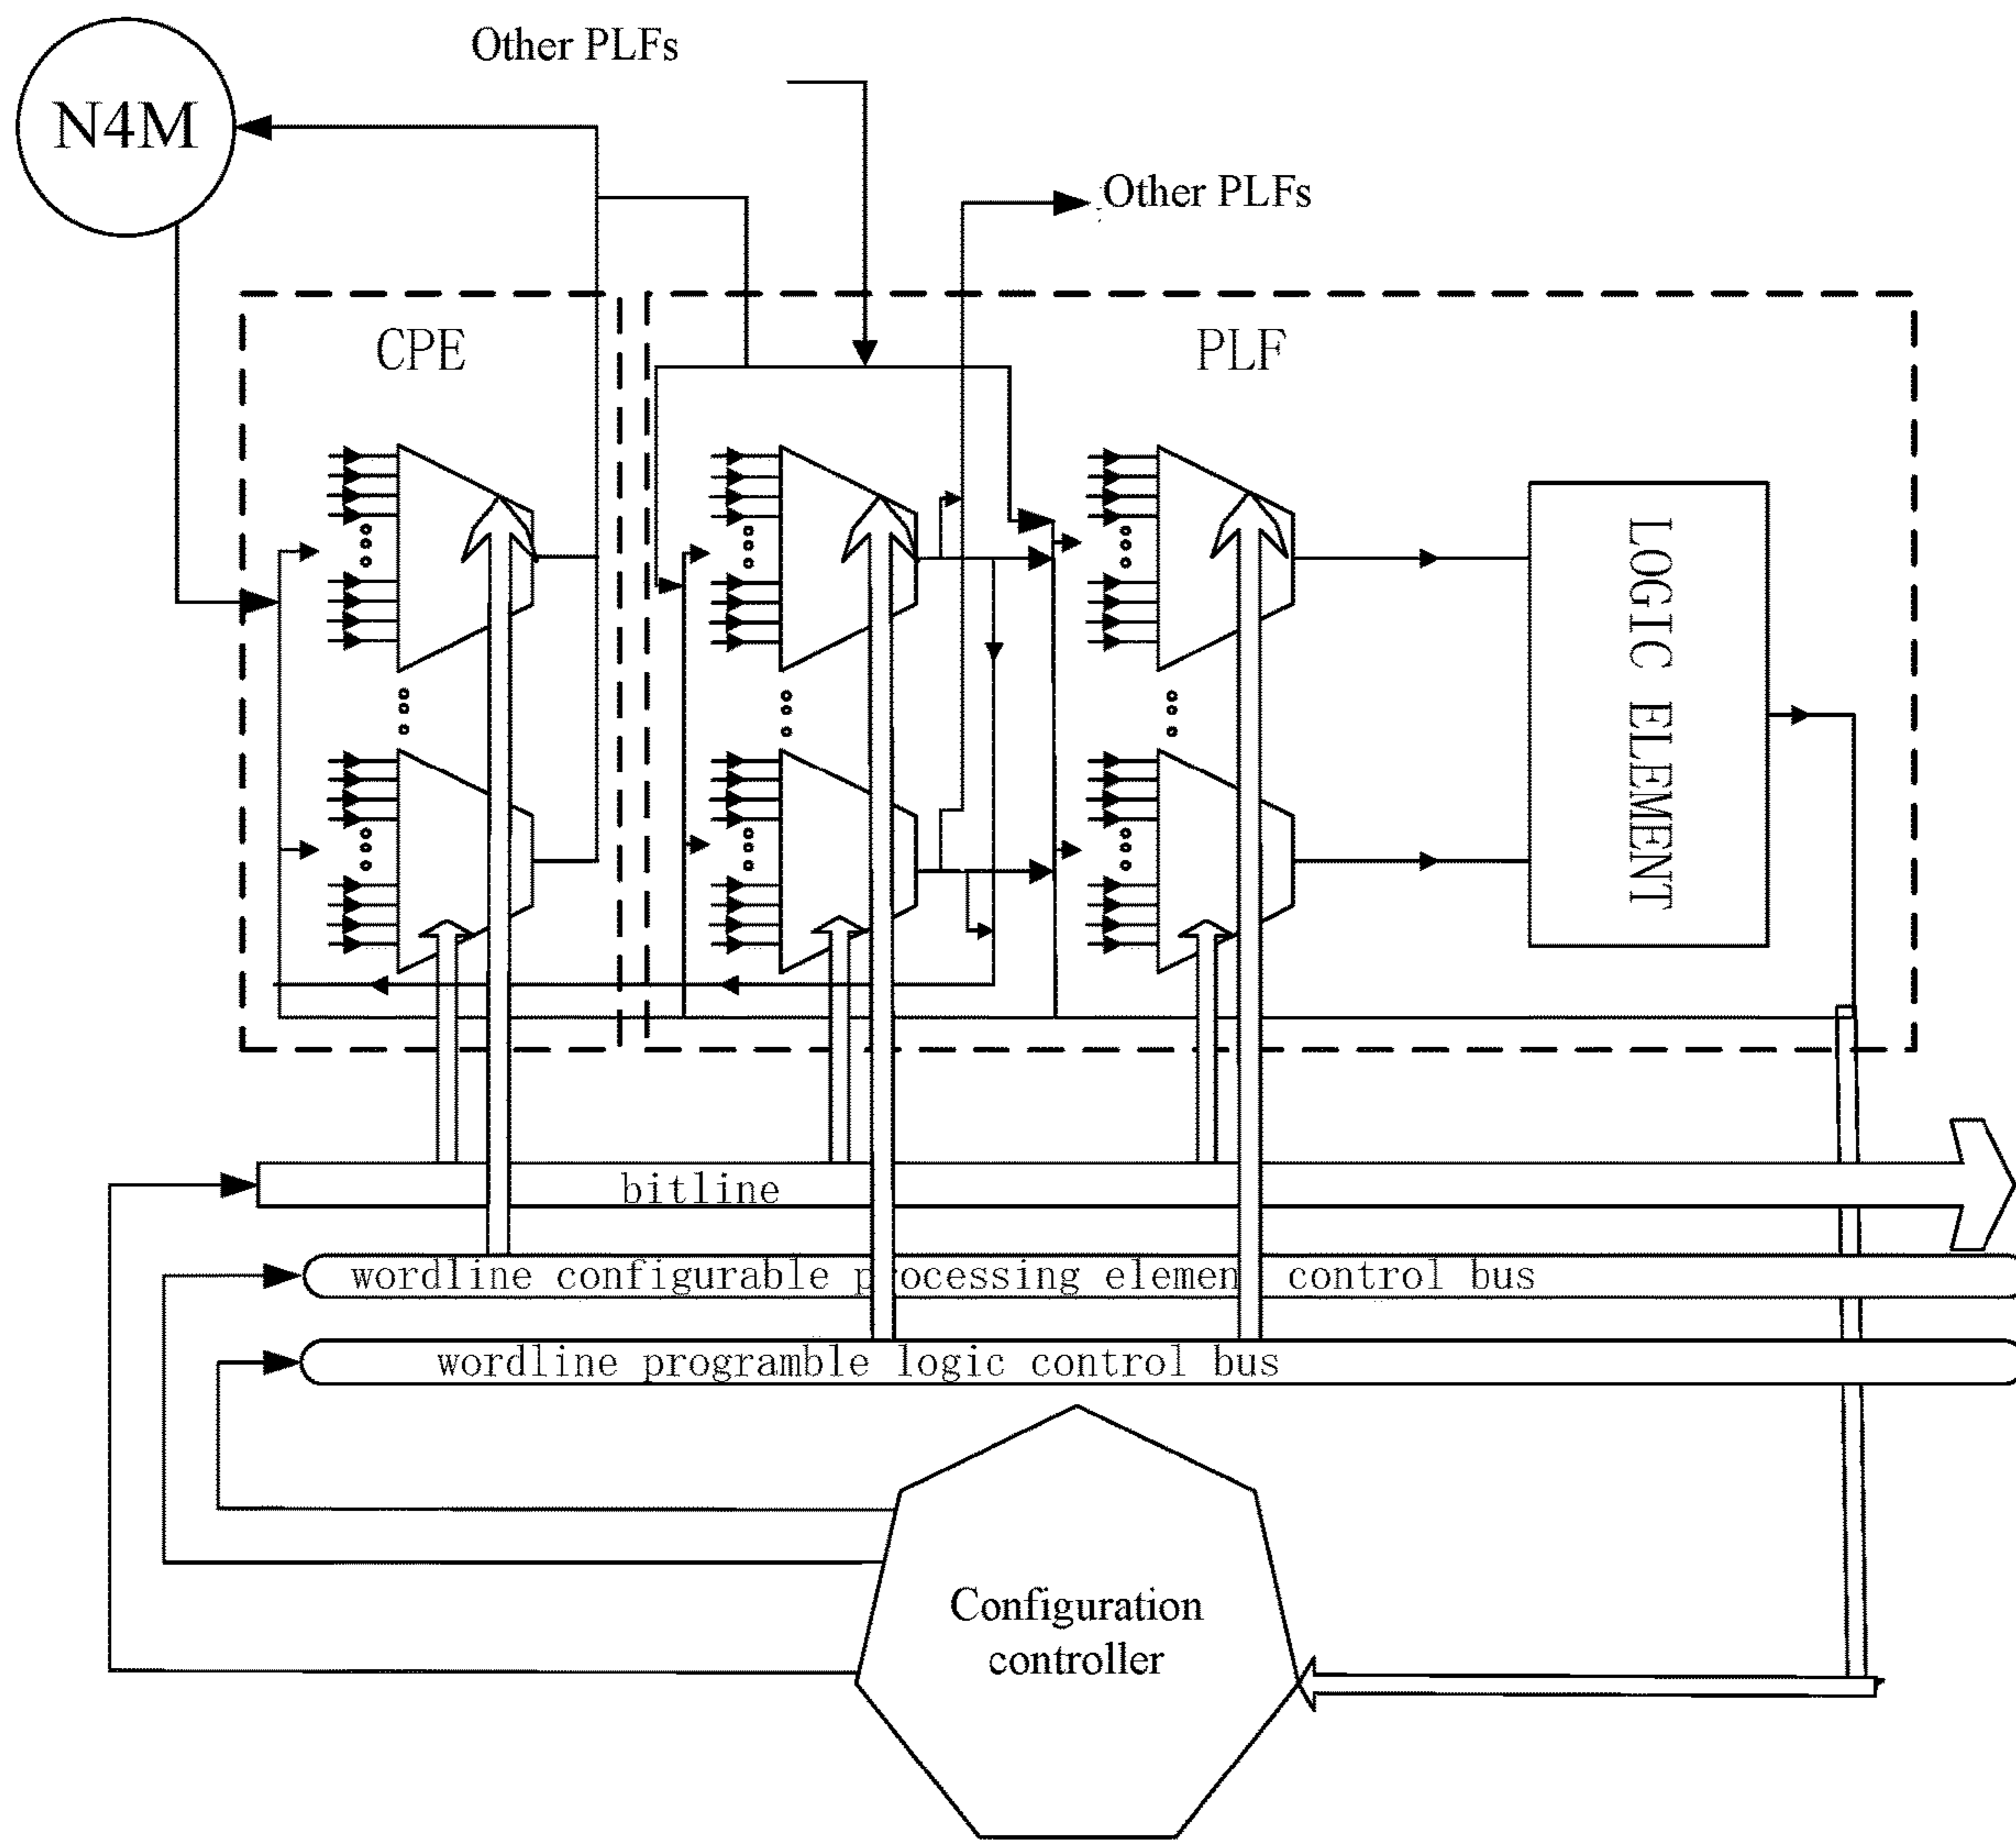 Other PLFs
N4M
Other PLFs
CPE
PLF
LOGIC ELEMENT
bitline
wordline configurable processing element control bus
wordline programble logic control bus
Configuration
controller